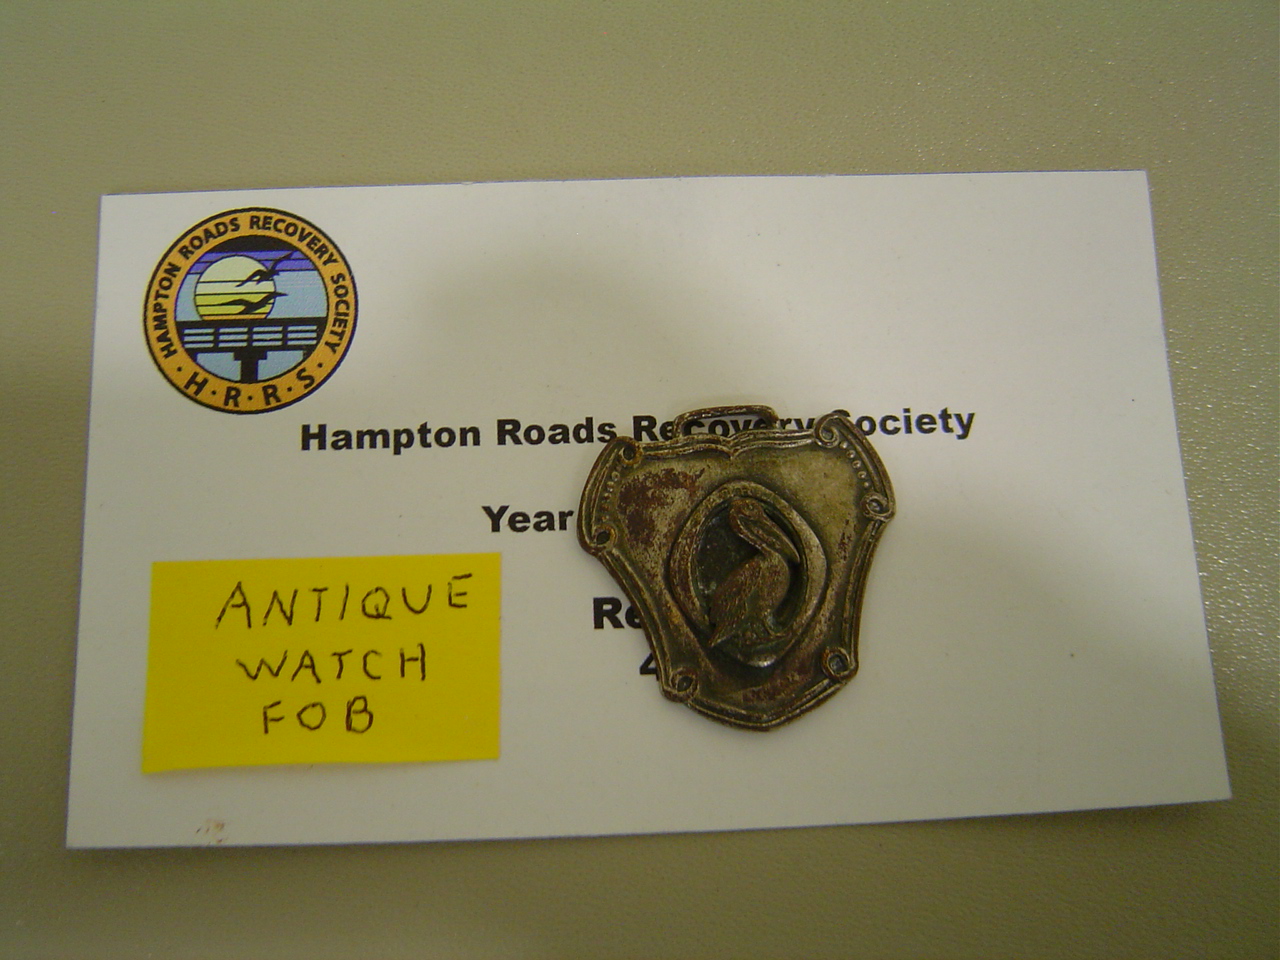 HAMPTON ROADS RECOVERY SOCIETY
· H · R · R · S ·
Hampton Roads Recovery Society
Year
ANTIQUE
WATCH
FOB